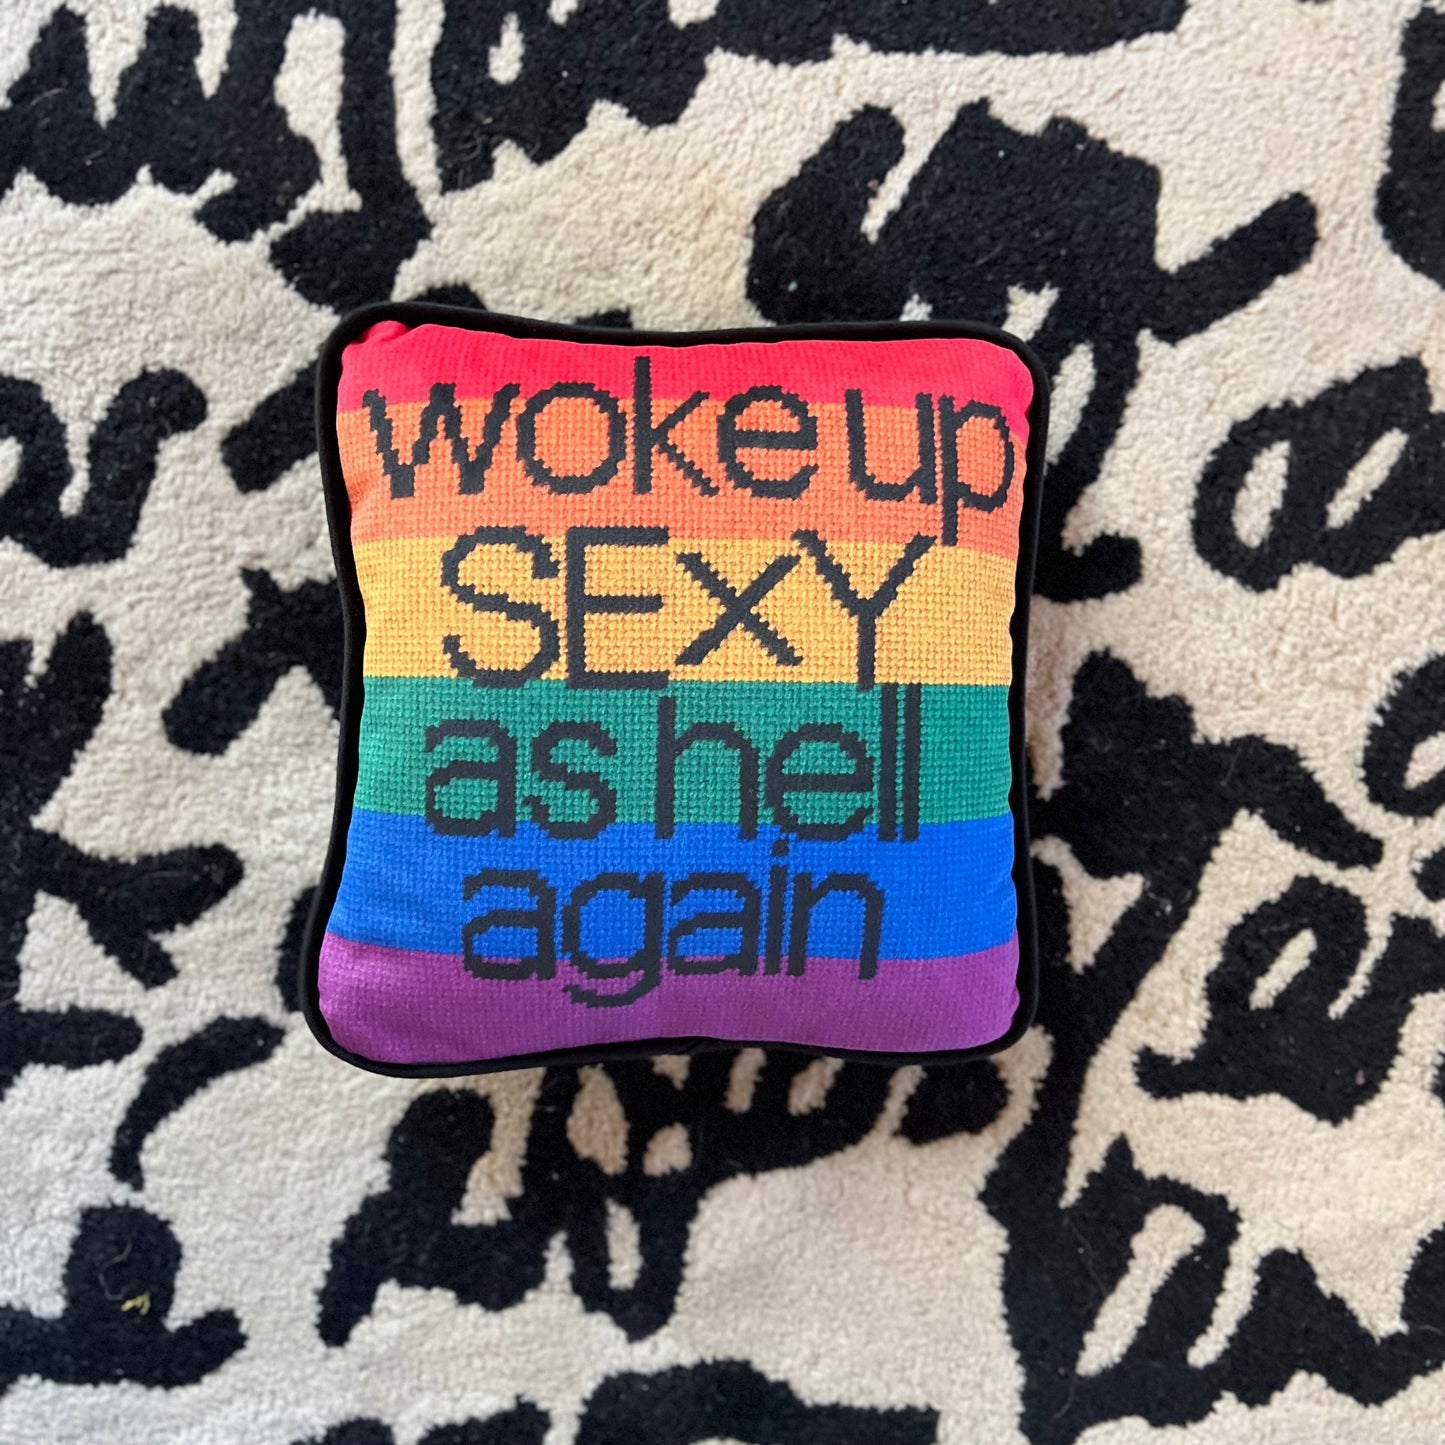 woke up
SEXY
as hell
again